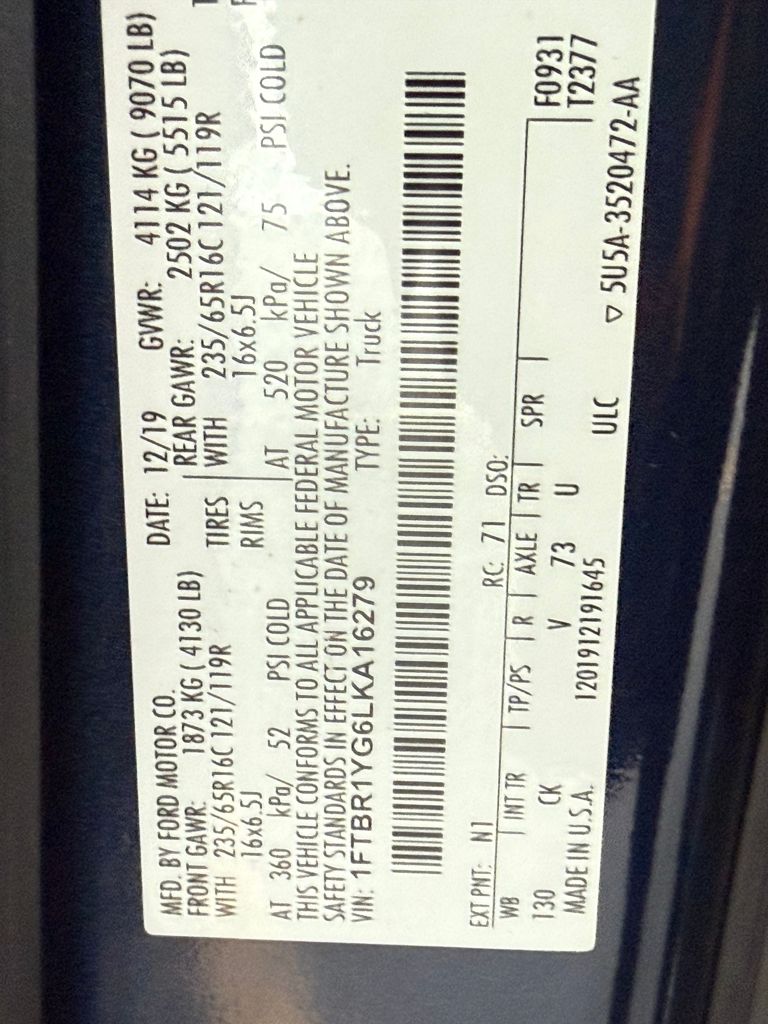 MFD. BY FORD MOTOR CO. DATE: 12/19 GVWR: 4114 KG ( 9070 LB)
FRONT GAWR: 1873 KG ( 4130 LB) REAR GAWR: 2502 KG ( 5515 LB)
WITH 235/65R16C 121/119R TIRES WITH 235/65R16C 121/119R
16x6.5J RIMS 16x6.5J
AT 360 kPa/ 52 PSI COLD AT 520 kPa/ 75 PSI COLD
THIS VEHICLE CONFORMS TO ALL APPLICABLE FEDERAL MOTOR VEHICLE
SAFETY STANDARDS IN EFFECT ON THE DATE OF MANUFACTURE SHOWN ABOVE.
VIN: 1FTBR1YG6LKA16279 TYPE: Truck
F0931
T2377
EXT PNT: N1 RC: 71 DSO:
WB INT TR TP/PS R AXLE TR SPR
130 CK V 73 U
MADE IN U.S.A. 1201912191645 ULC ▽ 5U5A-3520472-AA